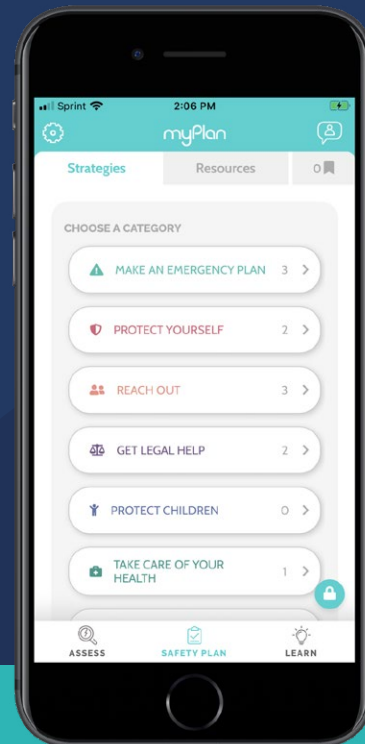 Sprint 2:06 PM
myPlan
Strategies Resources 0
CHOOSE A CATEGORY
MAKE AN EMERGENCY PLAN 3
PROTECT YOURSELF 2
REACH OUT 3
GET LEGAL HELP 2
PROTECT CHILDREN 0
TAKE CARE OF YOUR
HEALTH 1
ASSESS SAFETY PLAN LEARN